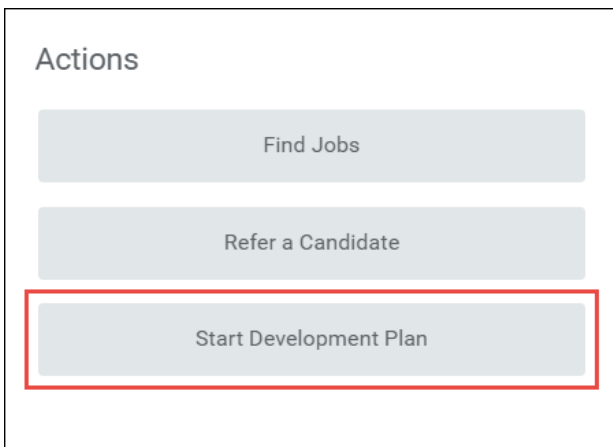 Actions
Find Jobs
Refer a Candidate
Start Development Plan